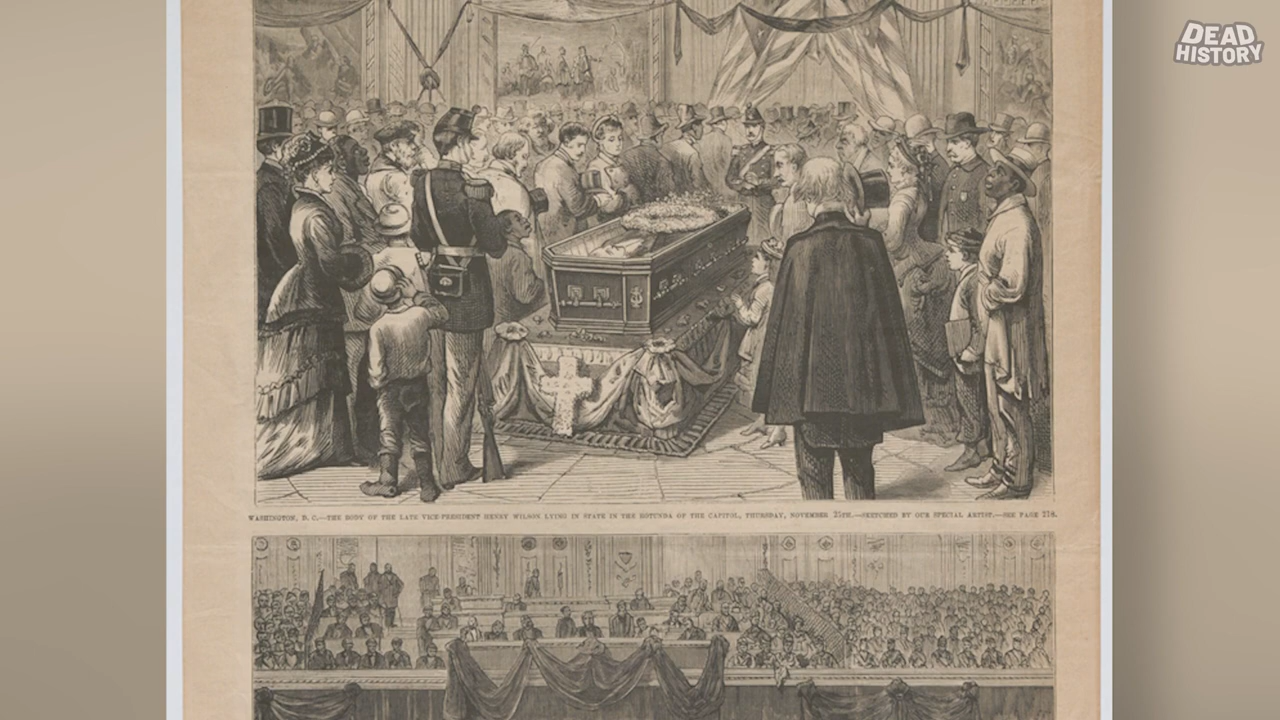 DEAD
HISTORY
WASHINGTON, D. C.—THE BODY OF THE LATE VICE-PRESIDENT HENRY WILSON LYING IN STATE IN THE ROTUNDA OF THE CAPITOL, THURSDAY, NOVEMBER 25TH.—SKETCHED BY OUR SPECIAL ARTIST.—SEE PAGE 218.